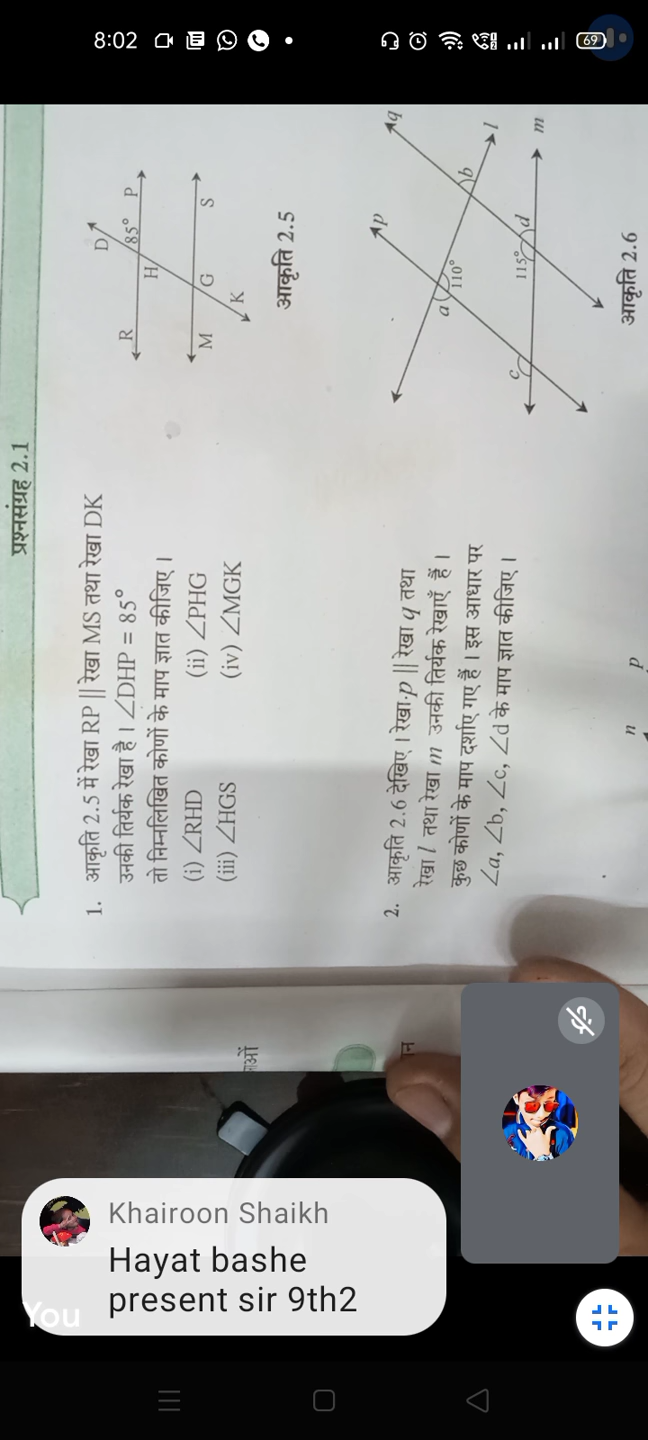 8:02
69
प्रश्नसंग्रह 2.1
1. आकृति 2.5 में रेखा RP || रेखा MS तथा रेखा DK
उनकी तिर्यक रेखा है। ∠DHP = 85°
तो निम्नलिखित कोणों के माप ज्ञात कीजिए।
(i) ∠RHD (ii) ∠PHG
(iii) ∠HGS (iv) ∠MGK
D
85°
R H P
M G S
K
आकृति 2.5
2. आकृति 2.6 देखिए। रेखा p || रेखा q तथा
रेखा l तथा रेखा m उनकी तिर्यक रेखाएँ हैं।
कुछ कोणों के माप दर्शाए गए हैं। इस आधार पर
∠a, ∠b, ∠c, ∠d के माप ज्ञात कीजिए।
p q
a 110° b l
c 115° d m
आकृति 2.6
n p
Khairoon Shaikh
Hayat bashe
present sir 9th2
You